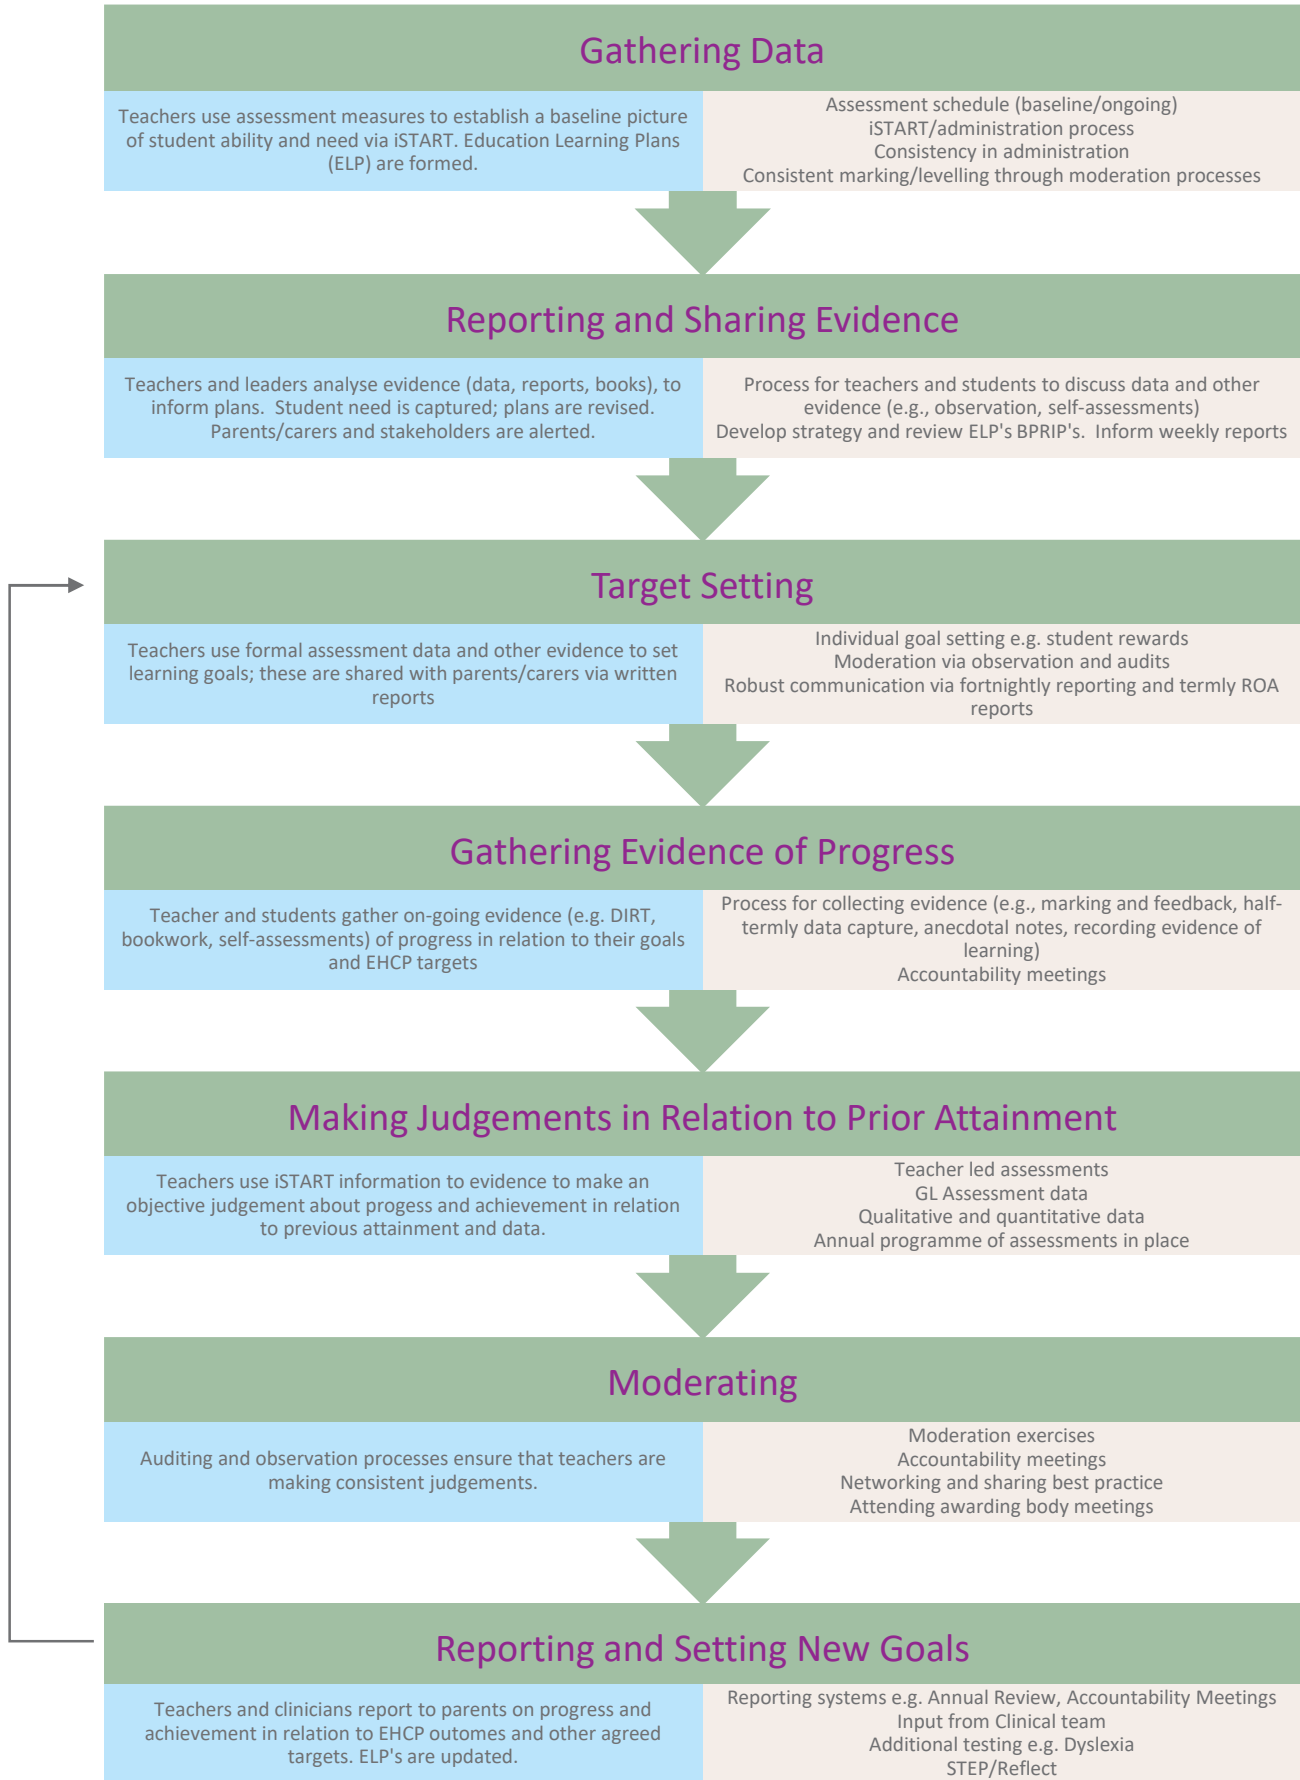 Gathering Data
Teachers use assessment measures to establish a baseline picture
of student ability and need via iSTART. Education Learning Plans
(ELP) are formed.
Assessment schedule (baseline/ongoing)
iSTART/administration process
Consistency in administration
Consistent marking/levelling through moderation processes
Reporting and Sharing Evidence
Teachers and leaders analyse evidence (data, reports, books), to
inform plans.  Student need is captured; plans are revised.
Parents/carers and stakeholders are alerted.
Process for teachers and students to discuss data and other
evidence (e.g., observation, self-assessments)
Develop strategy and review ELP's BPRIP's.  Inform weekly reports
Target Setting
Teachers use formal assessment data and other evidence to set
learning goals; these are shared with parents/carers via written
reports
Individual goal setting e.g. student rewards
Moderation via observation and audits
Robust communication via fortnightly reporting and termly ROA
reports
Gathering Evidence of Progress
Teacher and students gather on-going evidence (e.g. DIRT,
bookwork, self-assessments) of progress in relation to their goals
and EHCP targets
Process for collecting evidence (e.g., marking and feedback, half-
termly data capture, anecdotal notes, recording evidence of
learning)
Accountability meetings
Making Judgements in Relation to Prior Attainment
Teachers use iSTART information to evidence to make an
objective judgement about progess and achievement in relation
to previous attainment and data.
Teacher led assessments
GL Assessment data
Qualitative and quantitative data
Annual programme of assessments in place
Moderating
Auditing and observation processes ensure that teachers are
making consistent judgements.
Moderation exercises
Accountability meetings
Networking and sharing best practice
Attending awarding body meetings
Reporting and Setting New Goals
Teachers and clinicians report to parents on progress and
achievement in relation to EHCP outomes and other agreed
targets. ELP's are updated.
Reporting systems e.g. Annual Review, Accountability Meetings
Input from Clinical team
Additional testing e.g. Dyslexia
STEP/Reflect